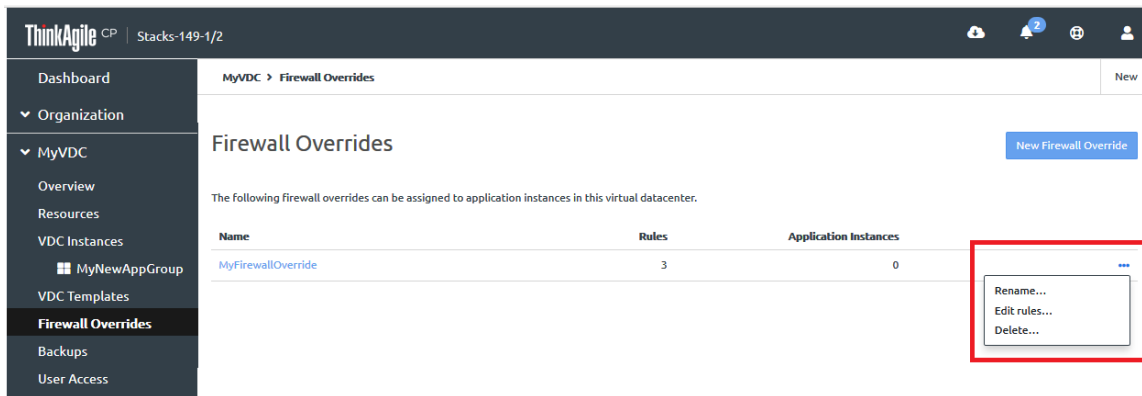 ThinkAgile CP | Stacks-149-1/2
2
Dashboard
MyVDC > Firewall Overrides
New
Organization
Firewall Overrides
New Firewall Override
MyVDC
Overview
The following firewall overrides can be assigned to application instances in this virtual datacenter.
Resources
VDC Instances
Name Rules Application Instances
MyNewAppGroup
MyFirewallOverride 3 0 •••
VDC Templates
Rename...
Firewall Overrides
Edit rules...
Delete...
Backups
User Access